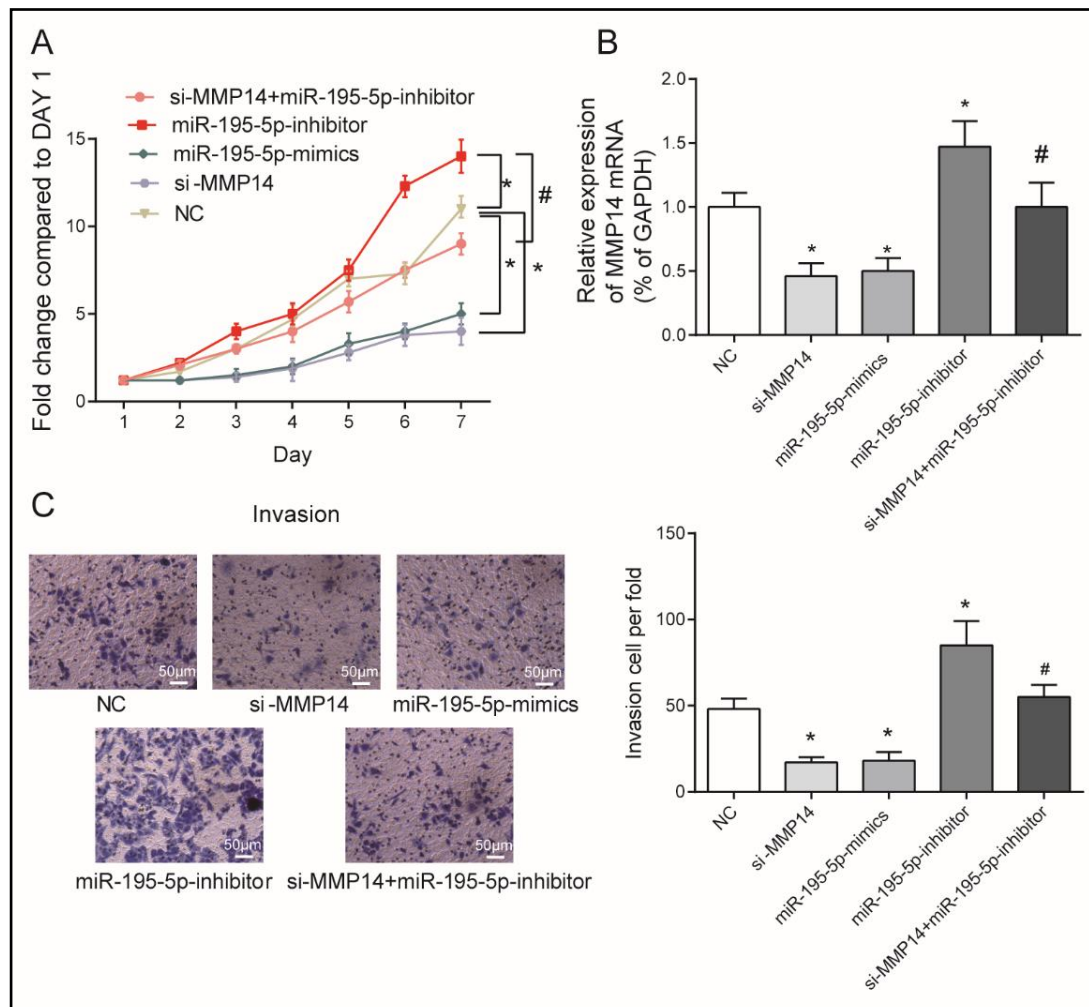 A
si-MMP14+miR-195-5p-inhibitor
miR-195-5p-inhibitor
miR-195-5p-mimics
si-MMP14
NC
Fold change compared to DAY 1
15
10
5
0
1 2 3 4 5 6 7
Day
*
#
*
*
B
Relative expression
of MMP14 mRNA
(% of GAPDH)
2.0
1.5
1.0
0.5
0.0
*
*
*
#
NC
si-MMP14
miR-195-5p-mimics
miR-195-5p-inhibitor
si-MMP14+miR-195-5p-inhibitor
C
Invasion
50μm
NC
50μm
si-MMP14
50μm
miR-195-5p-mimics
50μm
miR-195-5p-inhibitor
50μm
si-MMP14+miR-195-5p-inhibitor
Invasion cell per fold
150
100
50
0
*
*
*
#
NC
si-MMP14
miR-195-5p-mimics
miR-195-5p-inhibitor
si-MMP14+miR-195-5p-inhibitor